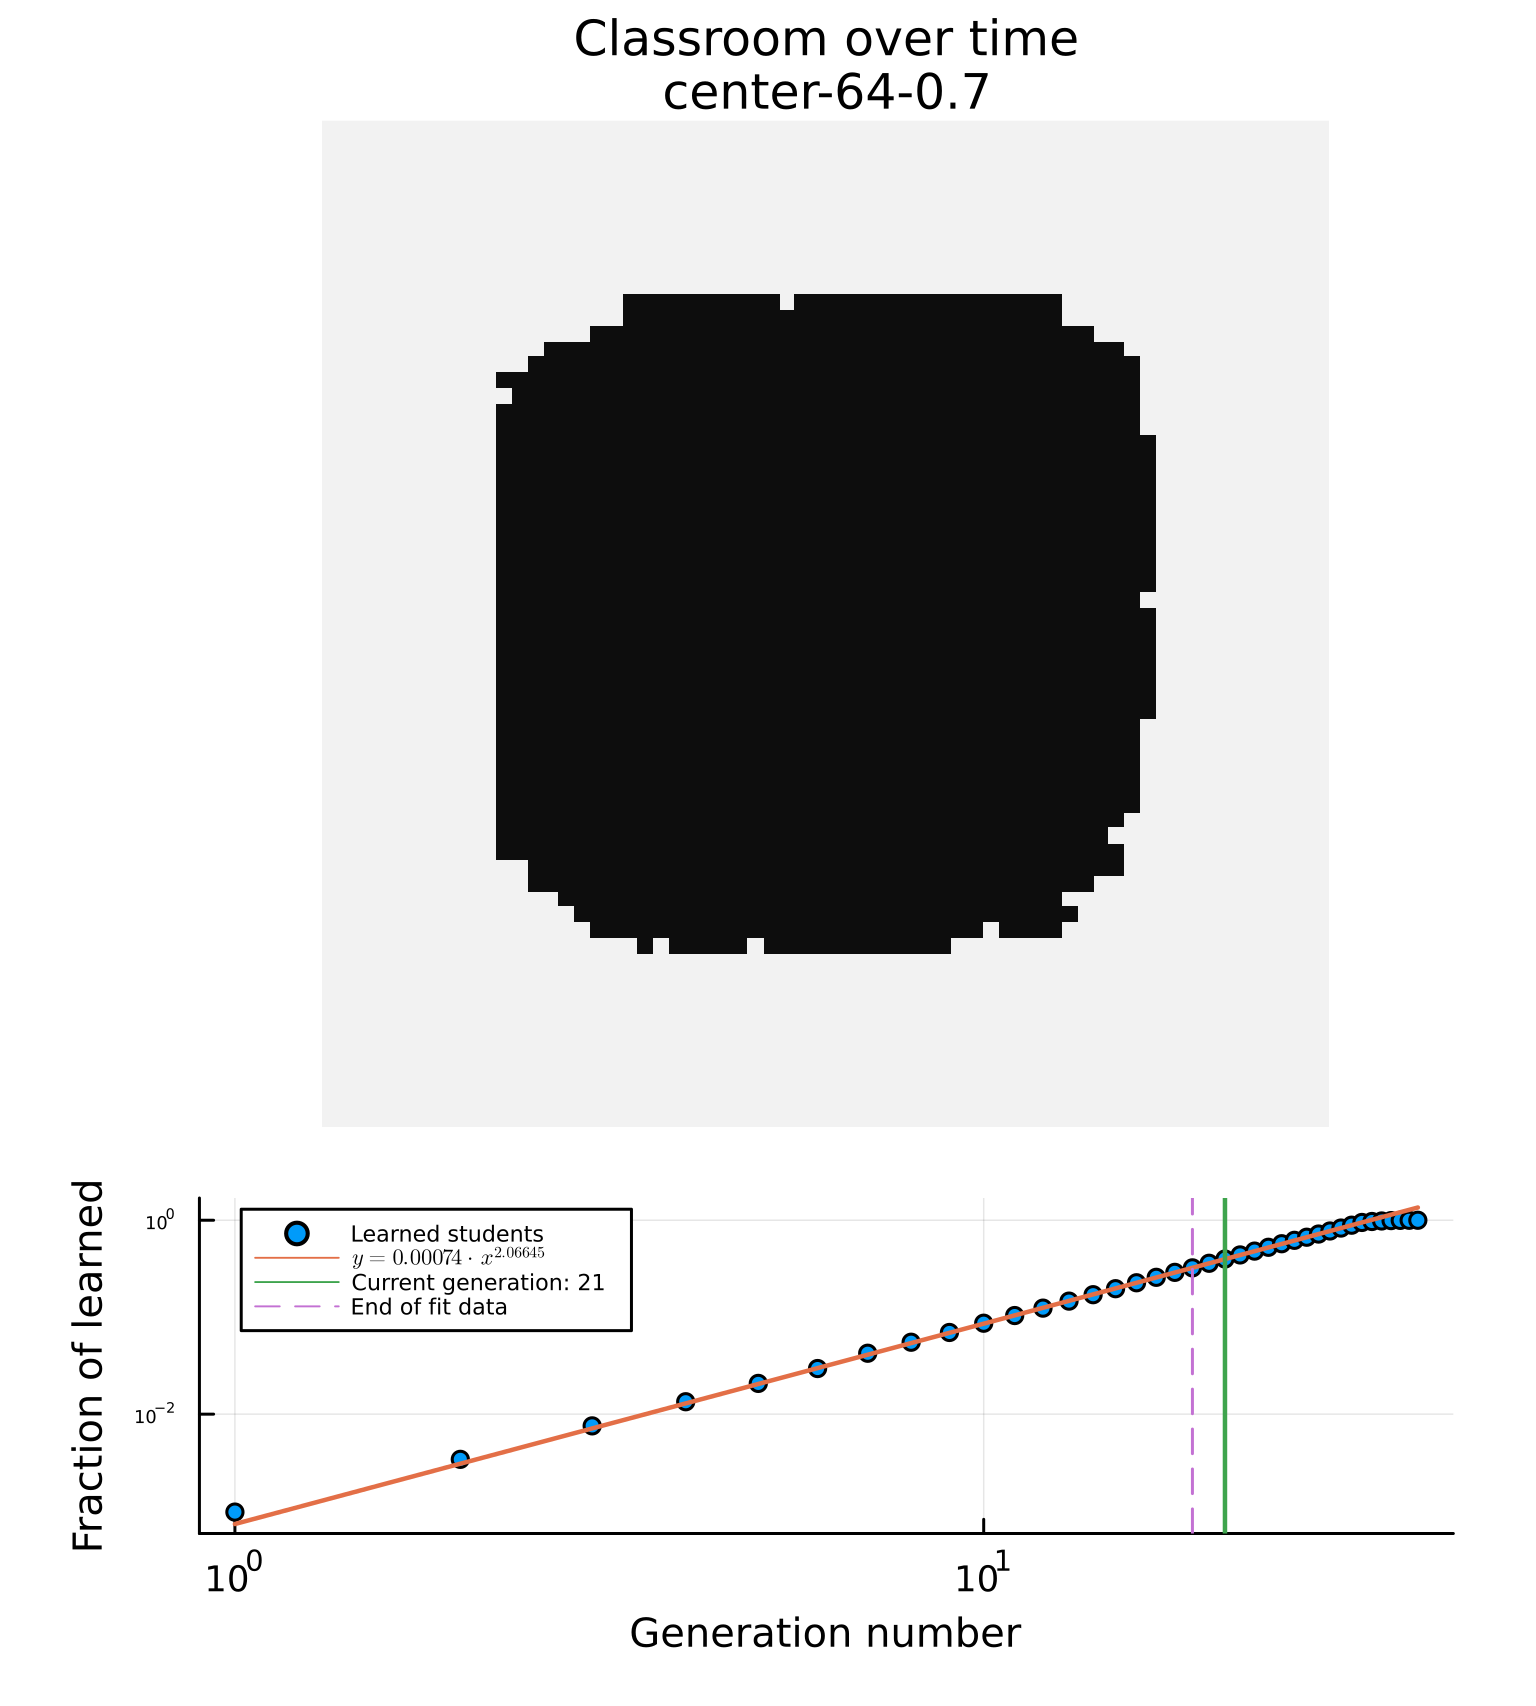 Classroom over time
center-64-0.7
Fraction of learned
10⁰
10⁻²
Learned students
y = 0.00074 · x^2.06645
Current generation: 21
End of fit data
10⁰
10¹
Generation number